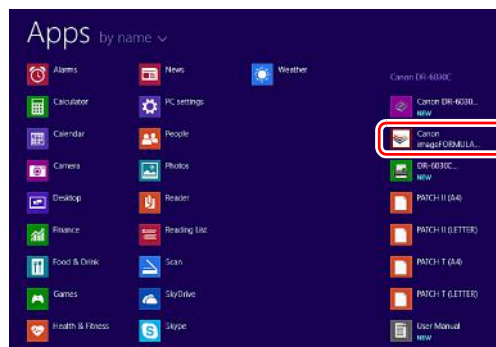 Apps by name
Alarms
Calculator
Calendar
Camera
Desktop
Finance
Food & Drink
Games
Health & Fitness
News
PC settings
People
Photos
Reader
Reading List
Scan
SkyDrive
Skype
Weather
Canon DR-6030C
Canon DR-6030...
NEW
Canon
imageFORMULA...
DR-6030C...
NEW
PATCH II (A4)
PATCH II (LETTER)
PATCH T (A4)
PATCH T (LETTER)
User Manual
NEW